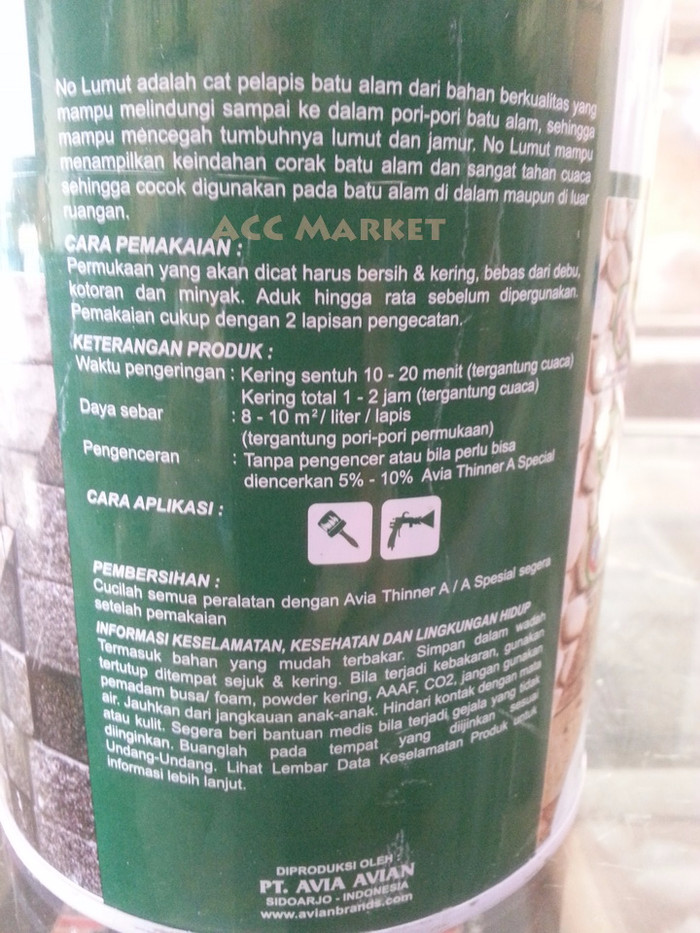 No Lumut adalah cat pelapis batu alam dari bahan berkualitas yang
mampu melindungi sampai ke dalam pori-pori batu alam, sehingga
mampu mencegah tumbuhnya lumut dan jamur. No Lumut mampu
menampilkan keindahan corak batu alam dan sangat tahan cuaca
sehingga cocok digunakan pada batu alam di dalam maupun di luar
ruangan.
ACC Market
CARA PEMAKAIAN :
Permukaan yang akan dicat harus bersih & kering, bebas dari debu,
kotoran dan minyak. Aduk hingga rata sebelum dipergunakan.
Pemakaian cukup dengan 2 lapisan pengecatan.
KETERANGAN PRODUK :
Waktu pengeringan : Kering sentuh 10 - 20 menit (tergantung cuaca)
Kering total 1 - 2 jam (tergantung cuaca)
Daya sebar : 8 - 10 m²/ liter / lapis
(tergantung pori-pori permukaan)
Pengenceran : Tanpa pengencer atau bila perlu bisa
diencerkan 5% - 10% Avia Thinner A Special
CARA APLIKASI :
PEMBERSIHAN :
Cucilah semua peralatan dengan Avia Thinner A / A Spesial segera
setelah pemakaian
INFORMASI KESELAMATAN, KESEHATAN DAN LINGKUNGAN HIDUP
Termasuk bahan yang mudah terbakar. Simpan dalam wadah
tertutup ditempat sejuk & kering. Bila terjadi kebakaran, gunakan
pemadam busa/ foam, powder kering, AAAF, CO2, jangan gunakan
air. Jauhkan dari jangkauan anak-anak. Hindari kontak dengan mata
atau kulit. Segera beri bantuan medis bila terjadi gejala yang tidak
diinginkan. Buanglah pada tempat yang diijinkan sesuai
Undang-Undang. Lihat Lembar Data Keselamatan Produk untuk
Informasi lebih lanjut.
DIPRODUKSI OLEH :
PT. AVIA AVIAN
SIDOARJO - INDONESIA
www.avianbrands.com